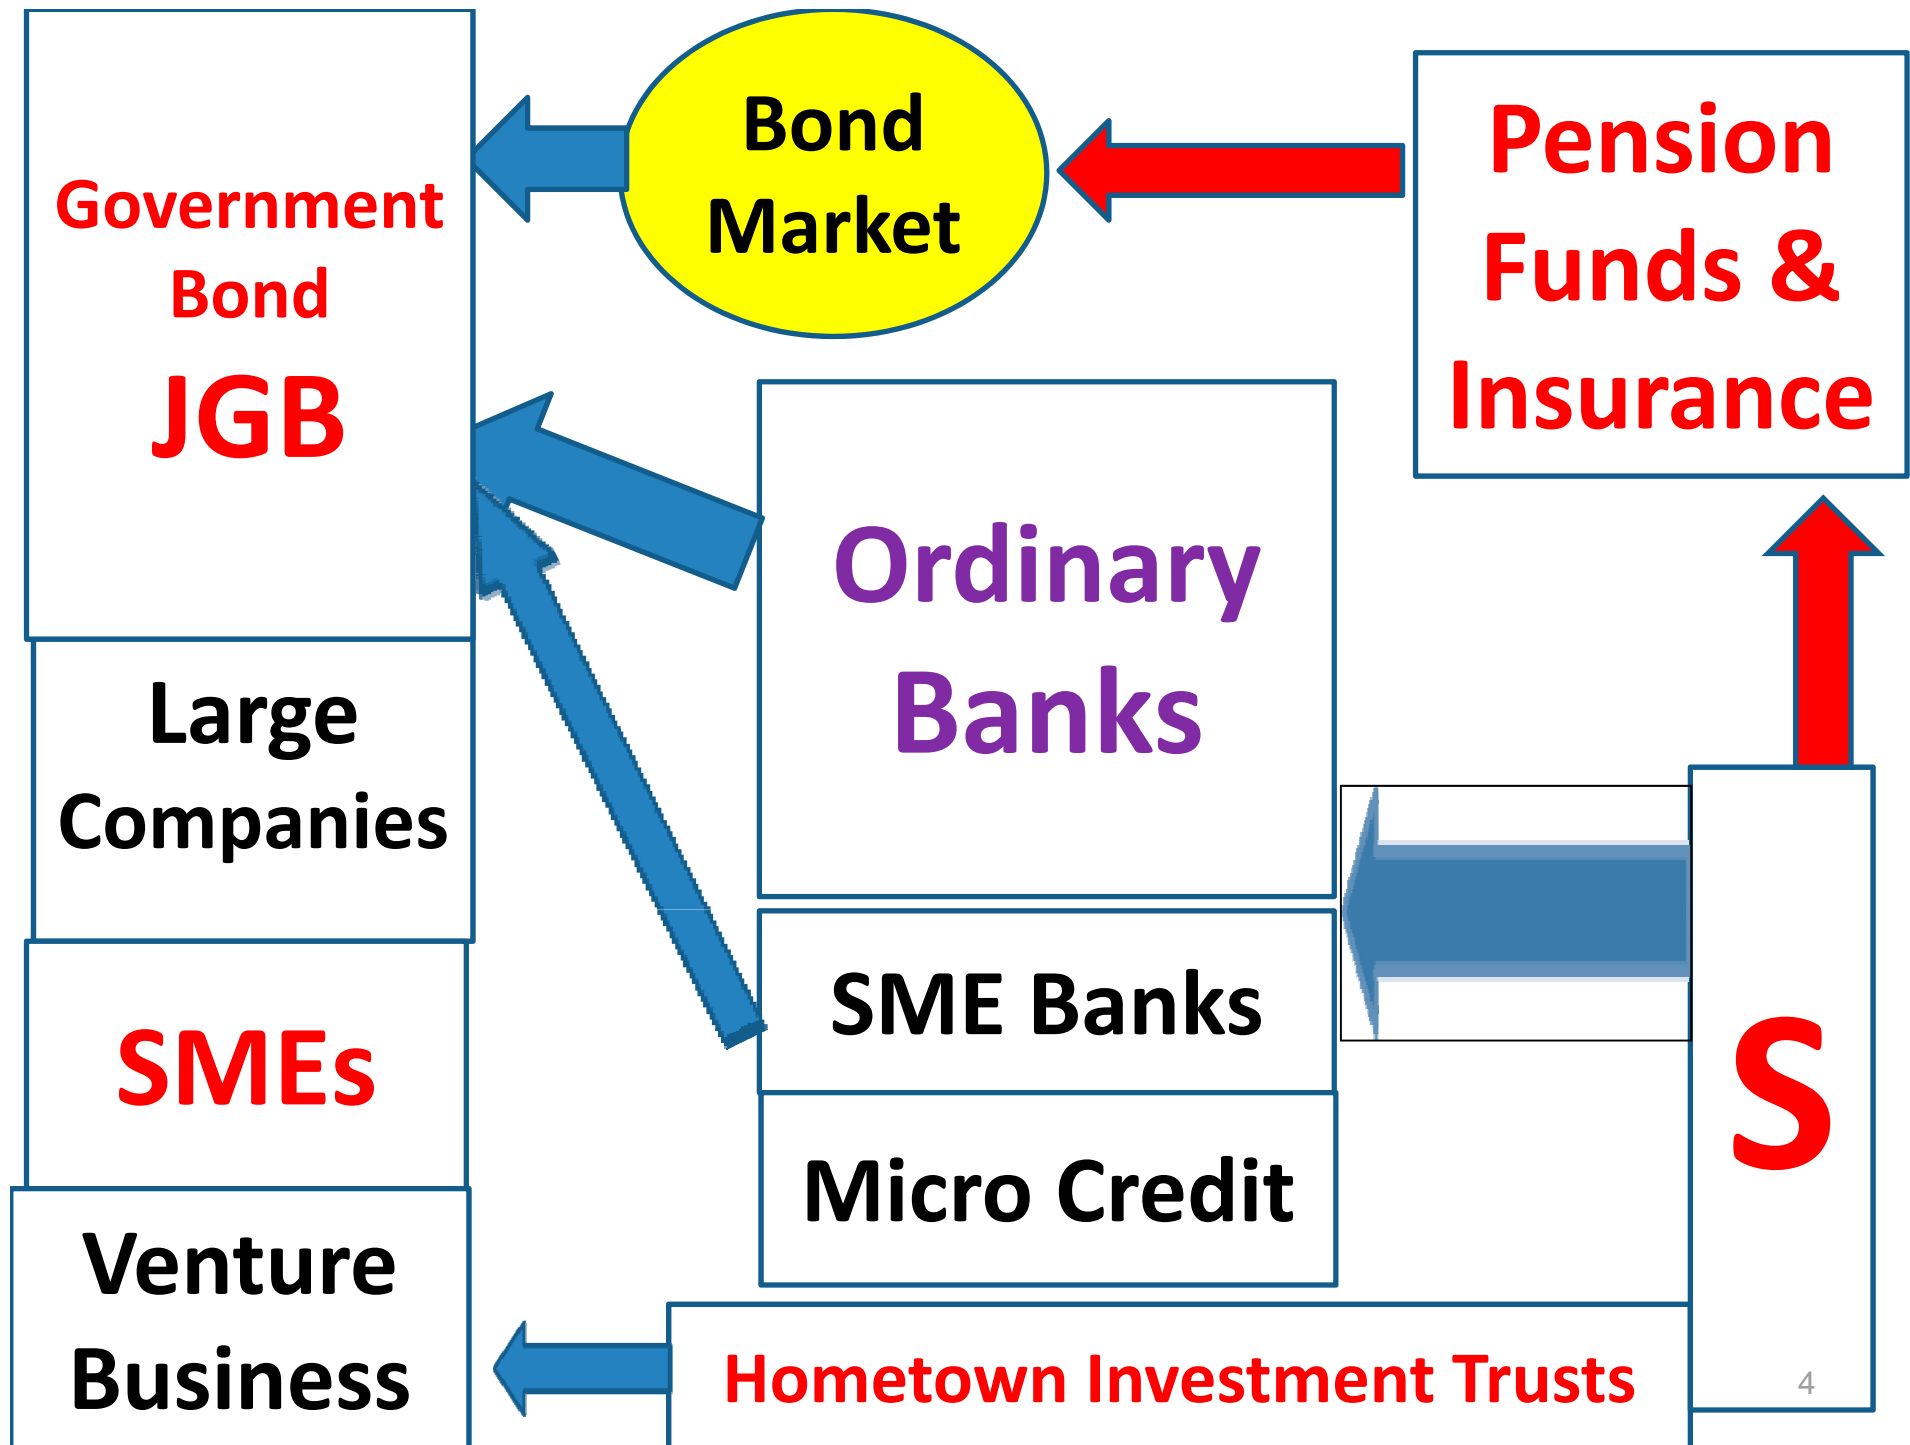 Government
Bond
JGB
Large
Companies
SMEs
Venture
Business
Bond
Market
Ordinary
Banks
SME Banks
Micro Credit
Hometown Investment Trusts
Pension
Funds &
Insurance
S
4